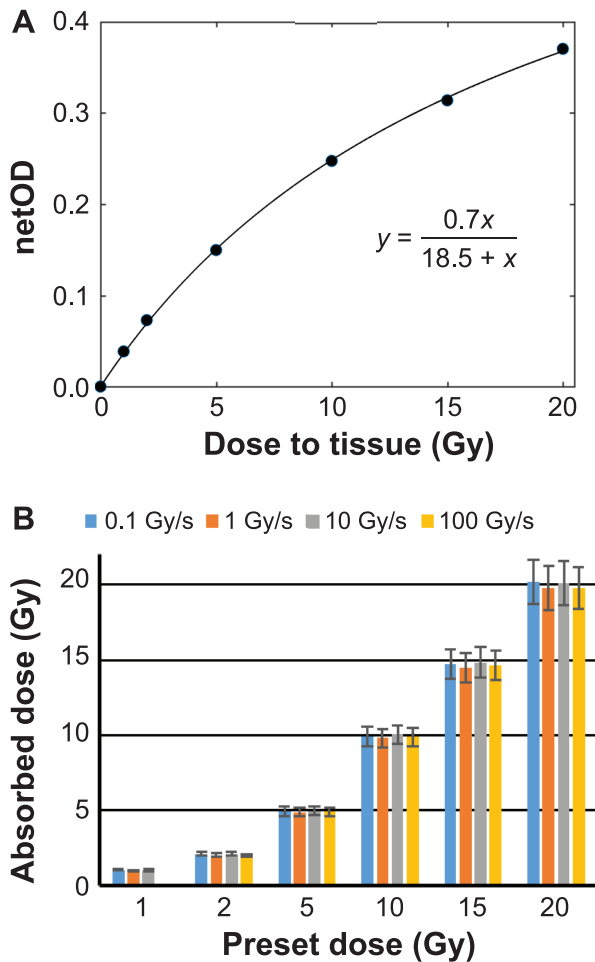 A
0.4
0.3
0.2
0.1
0.0
netOD
y = 0.7x / 18.5 + x
0 5 10 15 20
Dose to tissue (Gy)
B
0.1 Gy/s 1 Gy/s 10 Gy/s 100 Gy/s
20
15
10
5
0
Absorbed dose (Gy)
1 2 5 10 15 20
Preset dose (Gy)